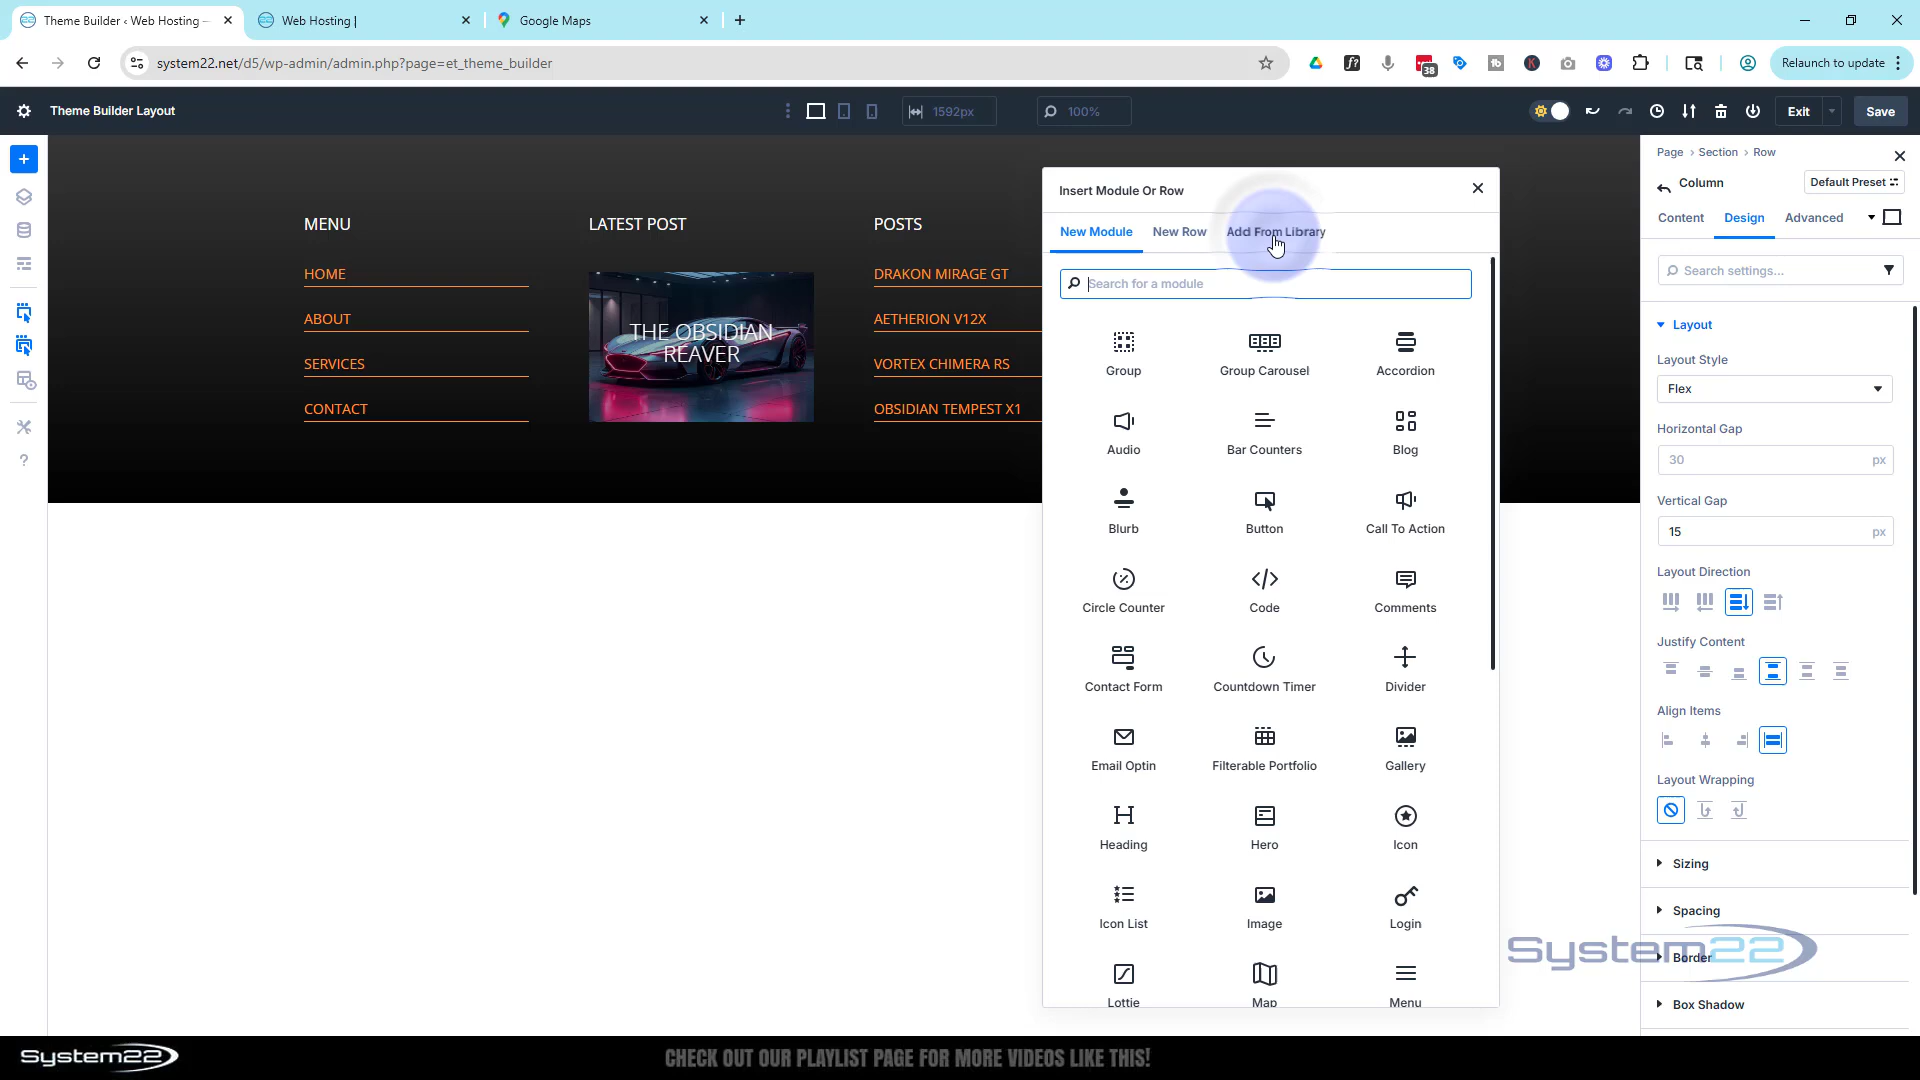 Theme Builder ‹ Web Hosting —
Web Hosting |
Google Maps
system22.net/d5/wp-admin/admin.php?page=et_theme_builder
38
Relaunch to update
Theme Builder Layout
1592px
100%
Exit
Save
MENU
HOME
ABOUT
SERVICES
CONTACT
LATEST POST
THE OBSIDIAN
REAVER
POSTS
DRAKON MIRAGE GT
AETHERION V12X
VORTEX CHIMERA RS
OBSIDIAN TEMPEST X1
Insert Module Or Row
New Module
New Row
Add From Library
Search for a module
Group
Group Carousel
Accordion
Audio
Bar Counters
Blog
Blurb
Button
Call To Action
Circle Counter
Code
Comments
Contact Form
Countdown Timer
Divider
Email Optin
Filterable Portfolio
Gallery
Heading
Hero
Icon
Icon List
Image
Login
Lottie
Map
Menu
Page › Section › Row
Column
Default Preset
Content
Design
Advanced
Search settings...
Layout
Layout Style
Flex
Horizontal Gap
30 px
Vertical Gap
15 px
Layout Direction
Justify Content
Align Items
Layout Wrapping
Sizing
Spacing
Border
Box Shadow
System22
System22
CHECK OUT OUR PLAYLIST PAGE FOR MORE VIDEOS LIKE THIS!